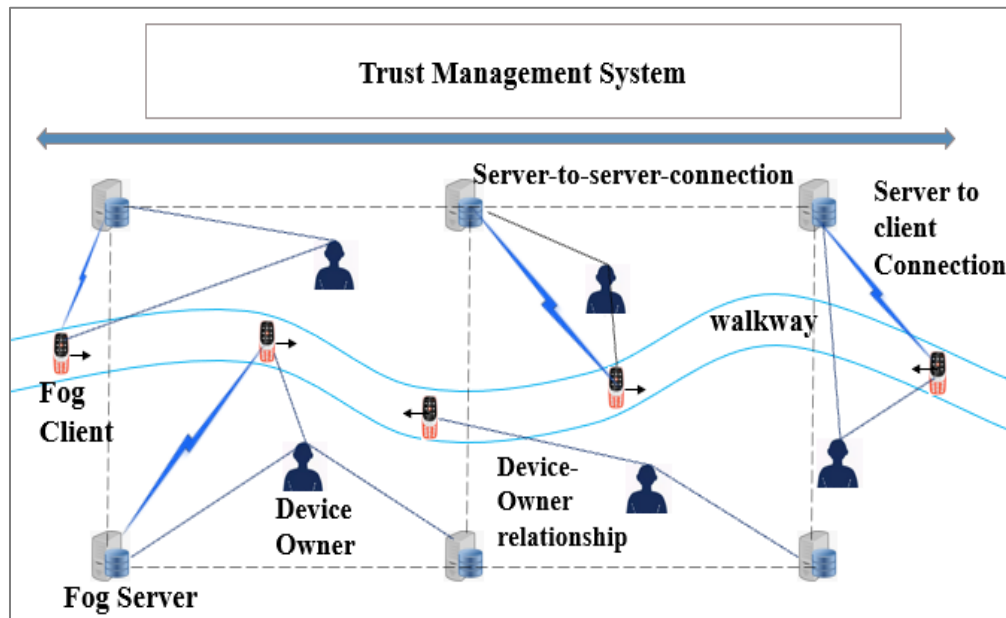 Trust Management System
Server-to-server-connection
Server to
client
Connection
walkway
Fog
Client
Device
Owner
Device-
Owner
relationship
Fog Server